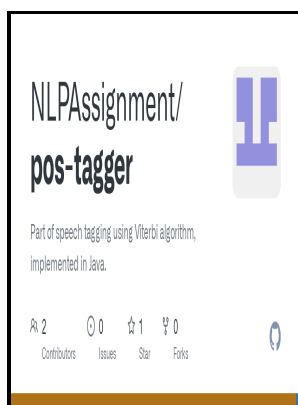 NLPAssignment/
pos-tagger
Part of speech tagging using Viterbi algorithm,
implemented in Java.
2 0 1 0
Contributors Issues Star Forks